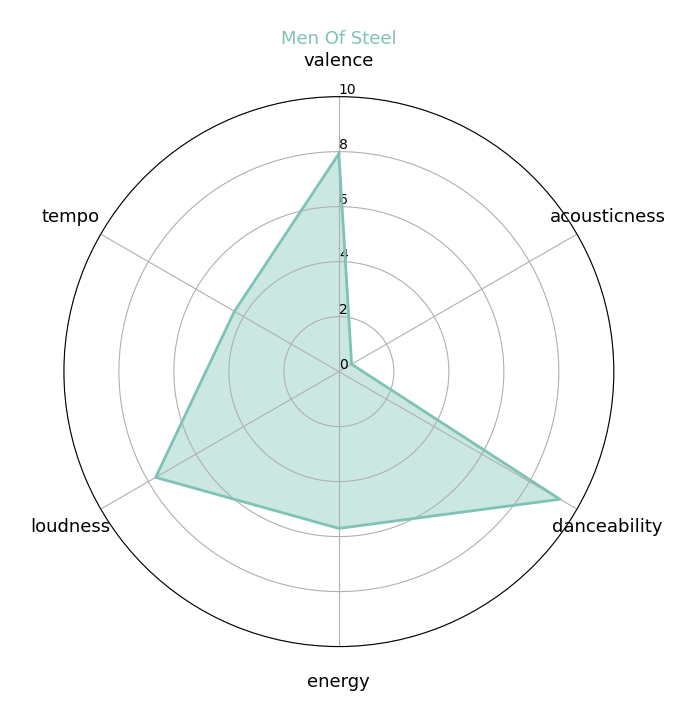 Men Of Steel
valence
10
8
6
4
2
0
tempo
acousticness
loudness
danceability
energy